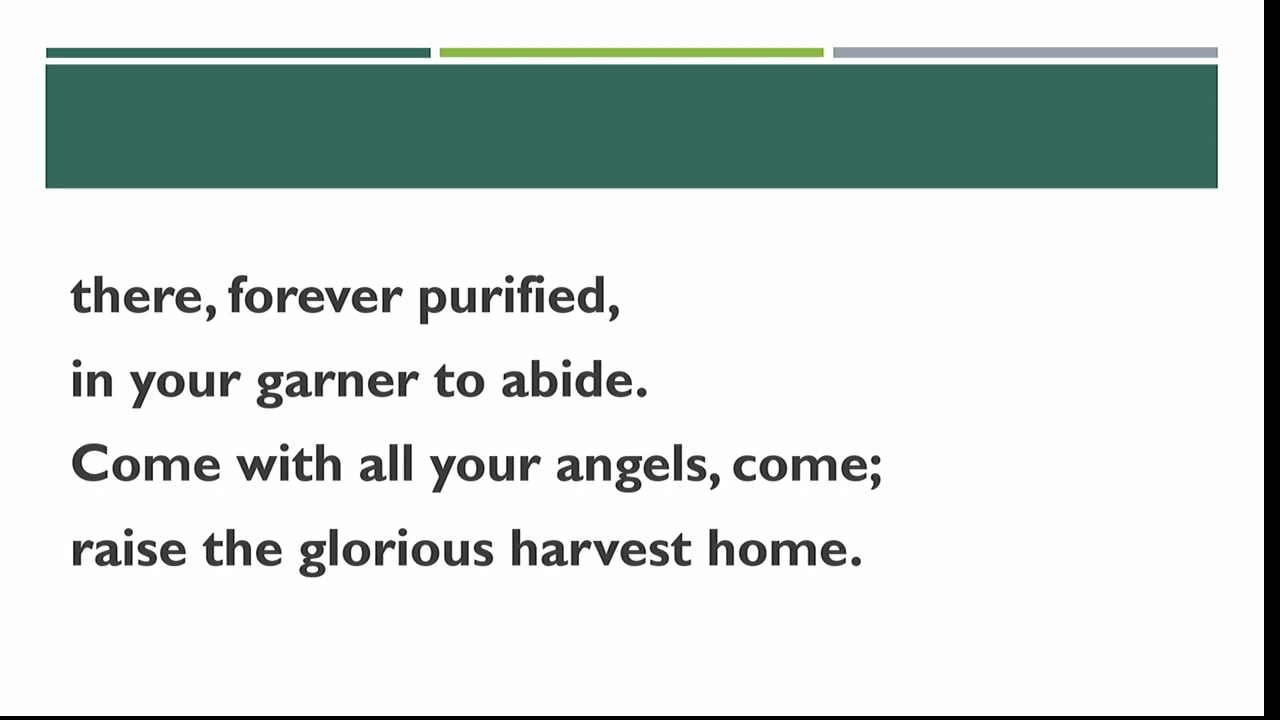 there, forever purified,
in your garner to abide.
Come with all your angels, come;
raise the glorious harvest home.